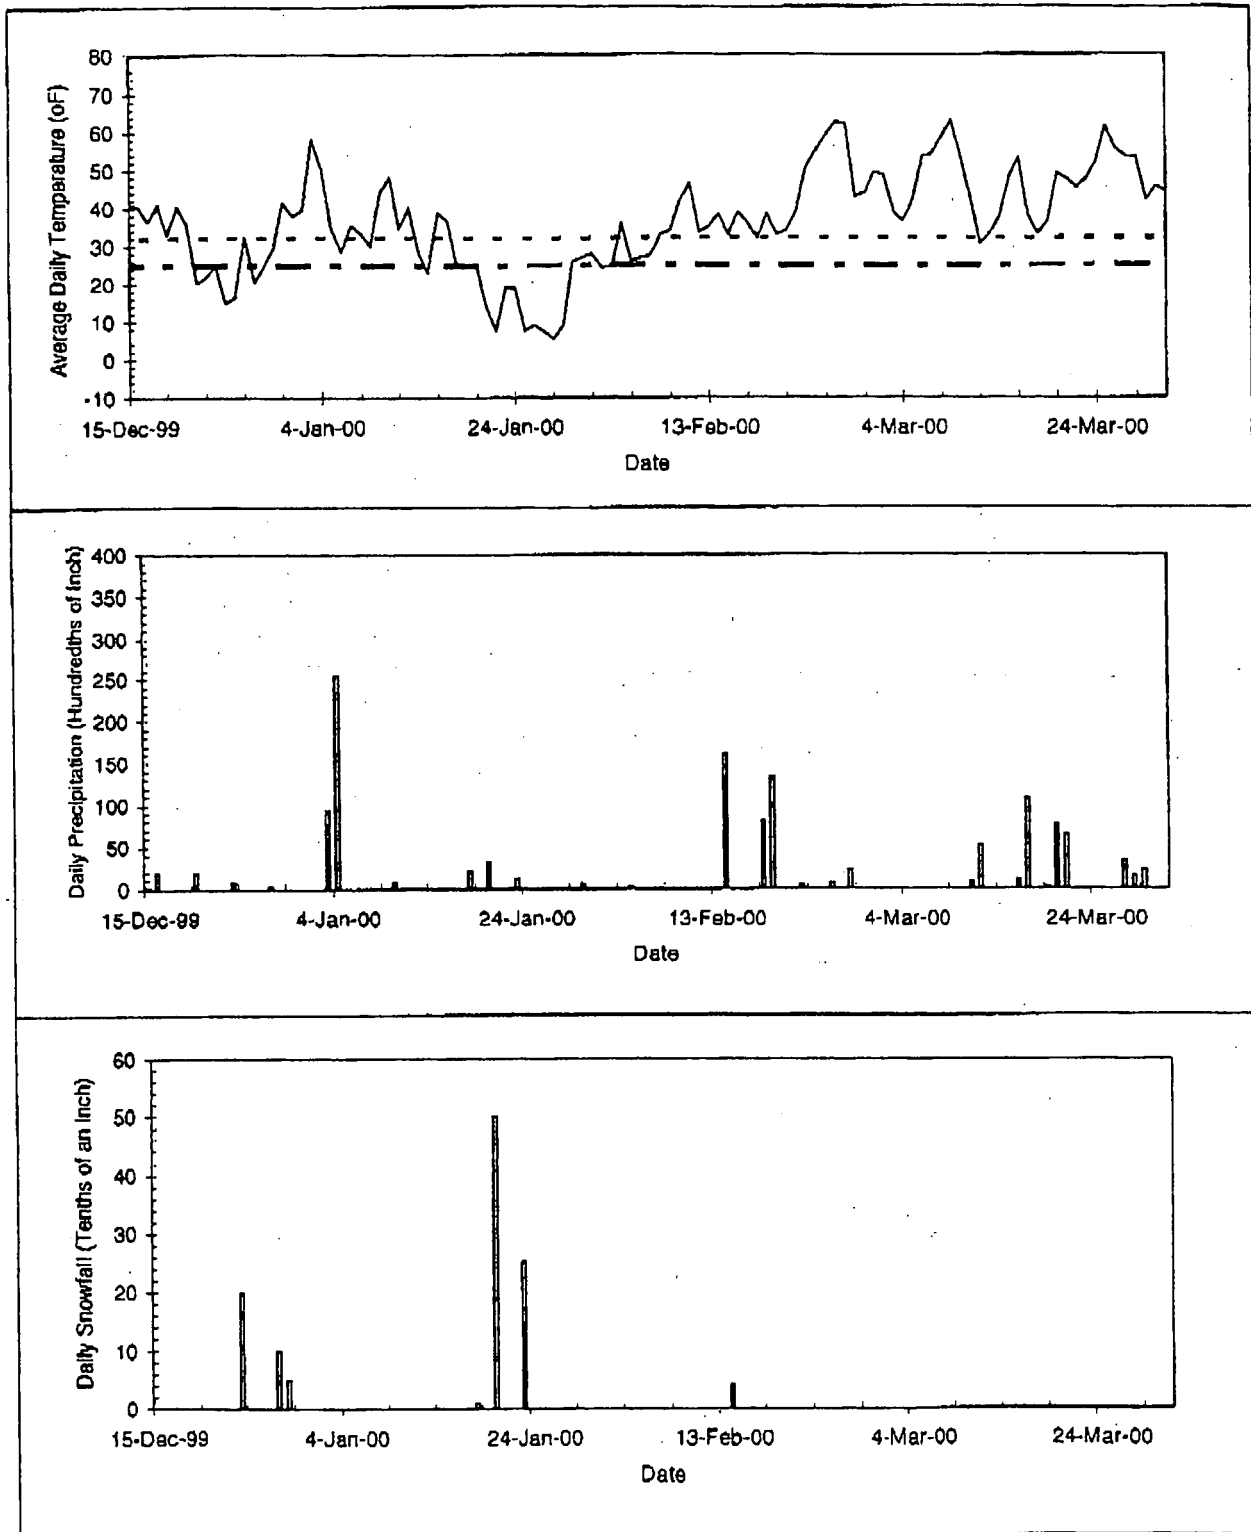 Average Daily Temperature (oF)
80
70
60
50
40
30
20
10
0
-10
15-Dec-99 4-Jan-00 24-Jan-00 13-Feb-00 4-Mar-00 24-Mar-00
Date
Daily Precipitation (Hundredths of Inch)
400
350
300
250
200
150
100
50
0
15-Dec-99 4-Jan-00 24-Jan-00 13-Feb-00 4-Mar-00 24-Mar-00
Date
Daily Snowfall (Tenths of an Inch)
60
50
40
30
20
10
0
15-Dec-99 4-Jan-00 24-Jan-00 13-Feb-00 4-Mar-00 24-Mar-00
Date